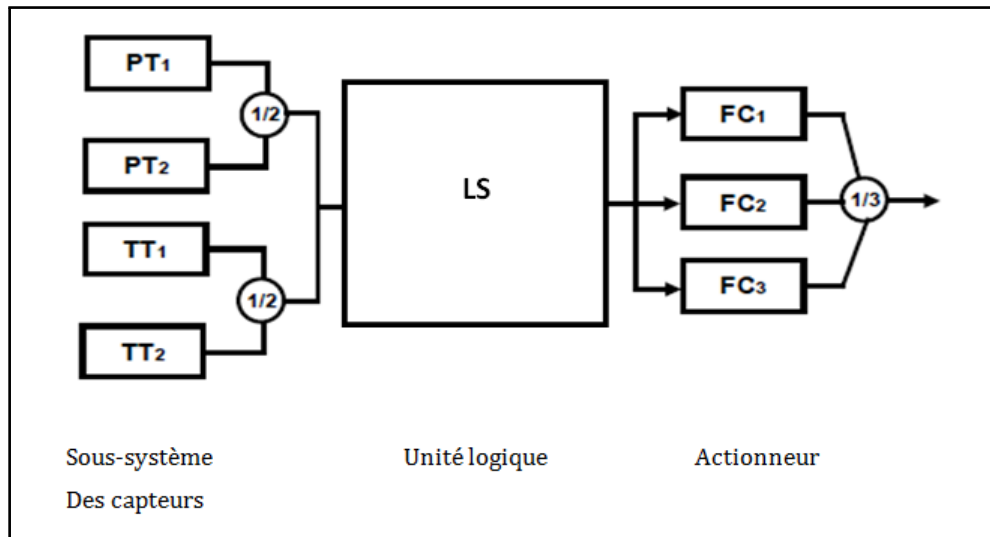 PT1
1/2
PT2
TT1
1/2
TT2
LS
FC1
FC2
1/3
FC3
Sous-système
Des capteurs
Unité logique
Actionneur